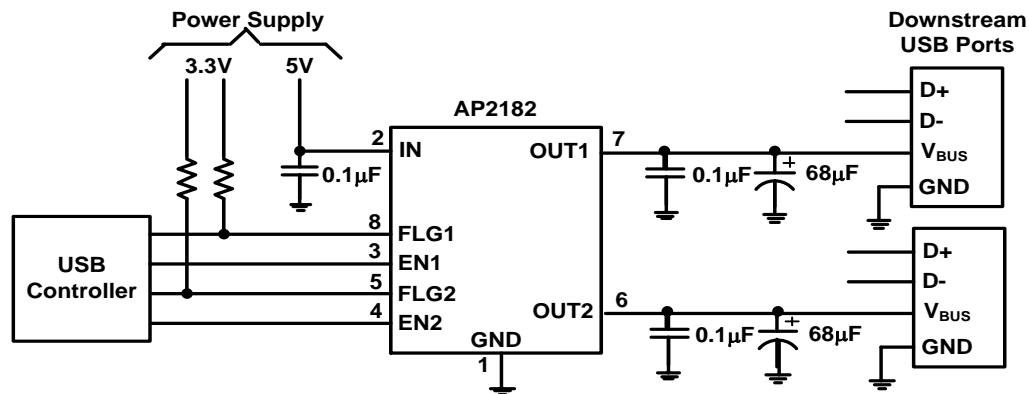 Power Supply
3.3V
5V
Downstream
USB Ports
AP2182
D+
D-
VBUS
GND
2
IN
OUT1
7
0.1μF
0.1μF
+
68μF
USB
Controller
8
FLG1
3
EN1
5
FLG2
4
EN2
OUT2
6
GND
1
0.1μF
+
68μF
D+
D-
VBUS
GND